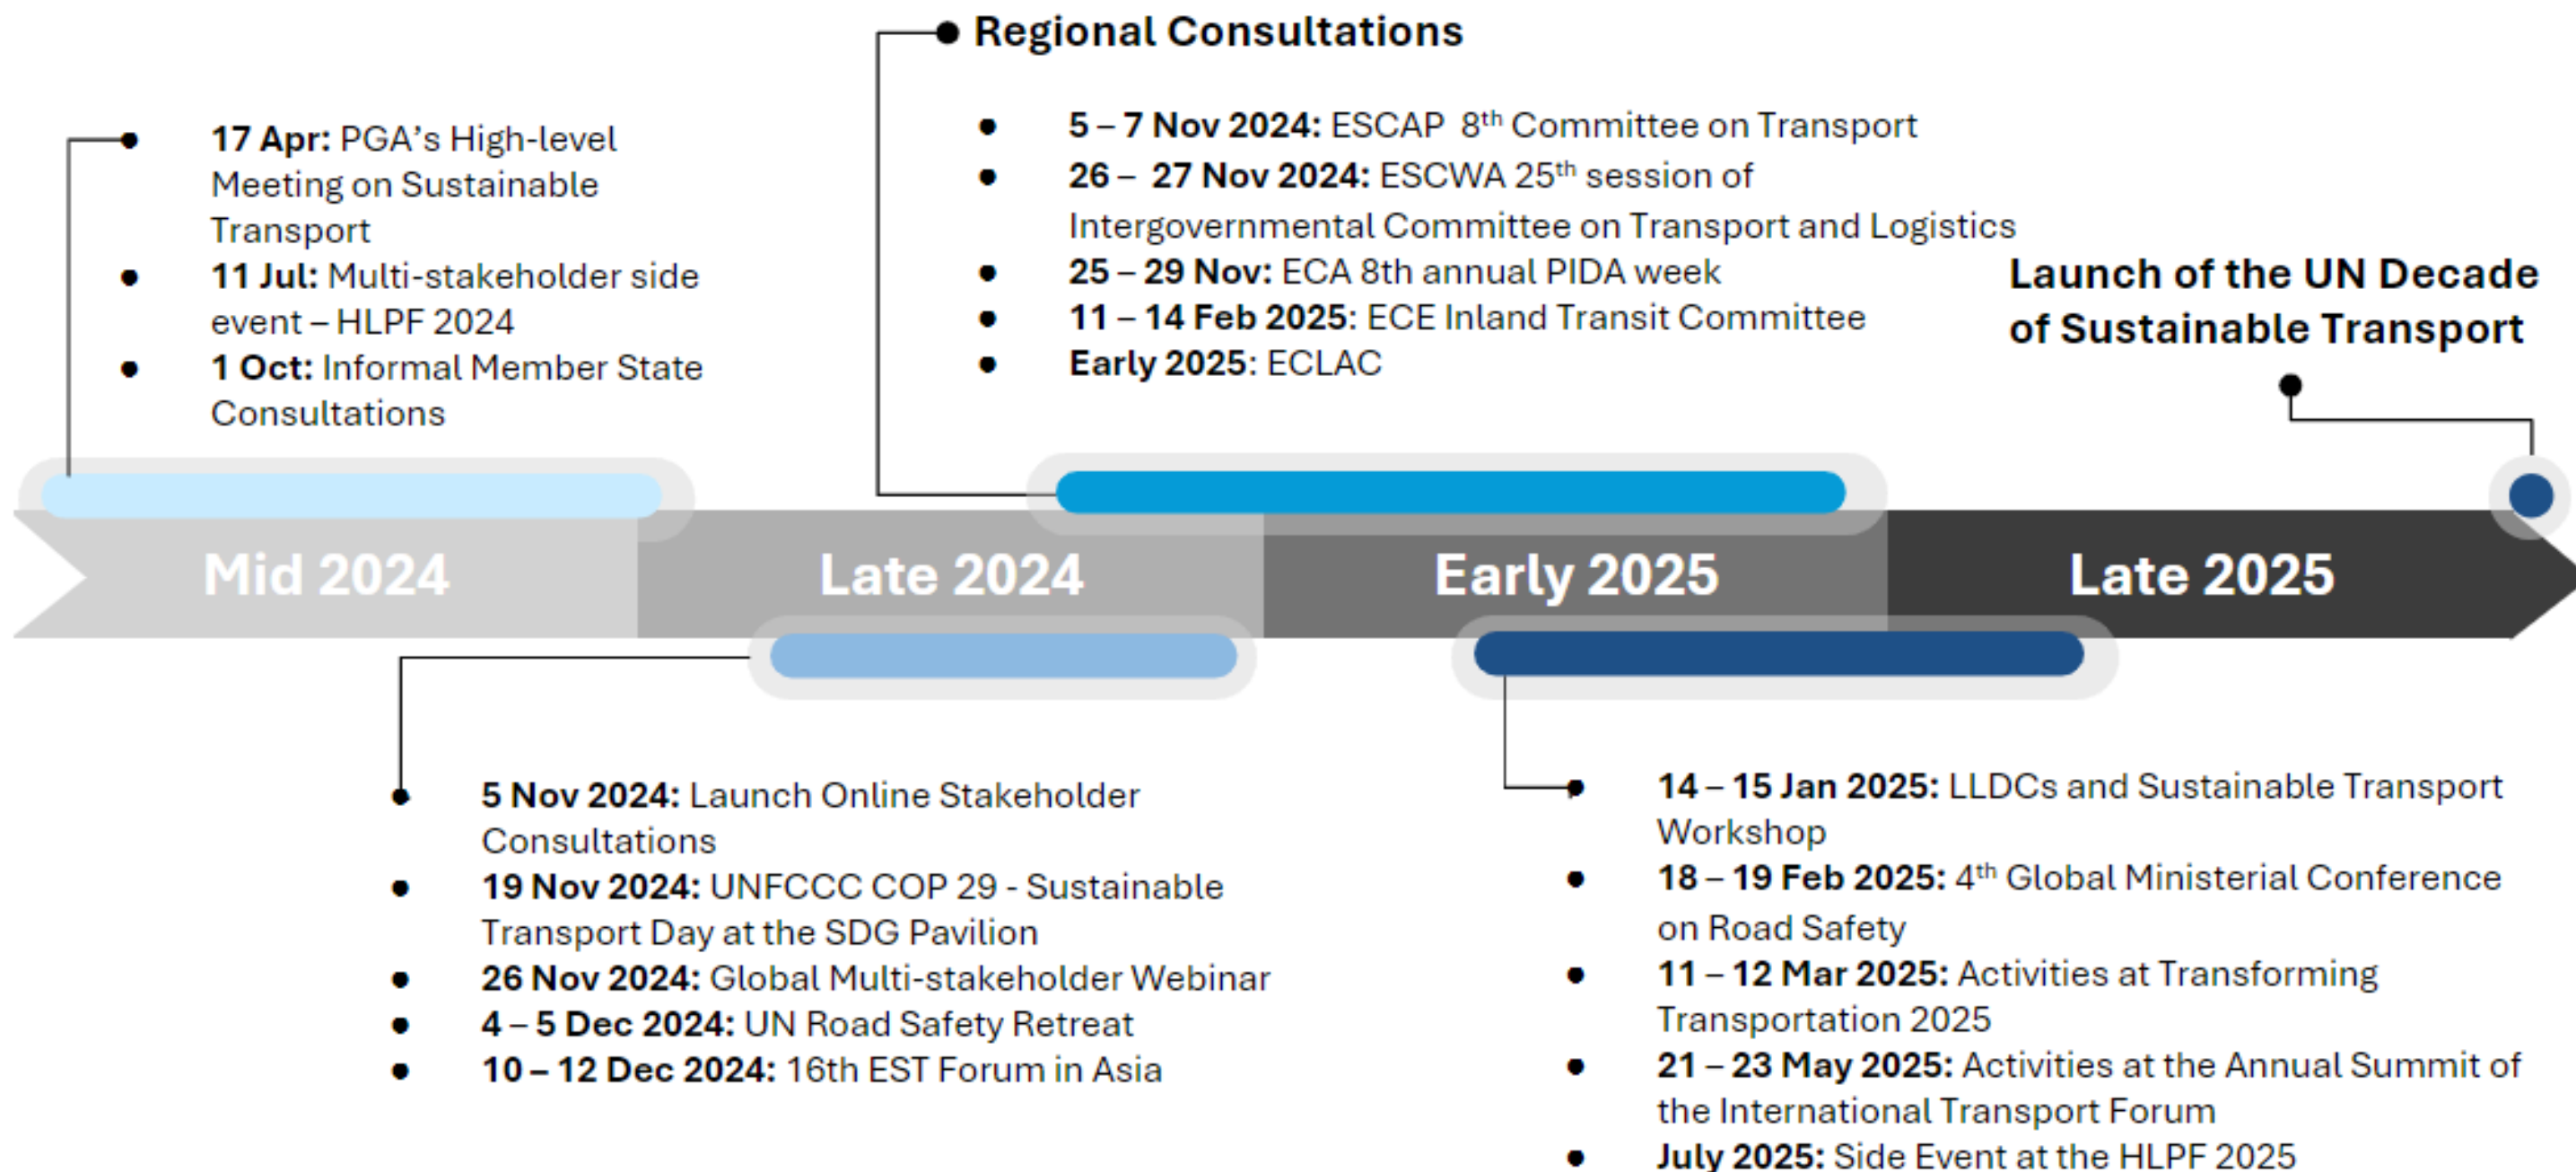 Regional Consultations
● 17 Apr: PGA’s High-level
Meeting on Sustainable
Transport
● 11 Jul: Multi-stakeholder side
event – HLPF 2024
● 1 Oct: Informal Member State
Consultations
● 5 – 7 Nov 2024: ESCAP 8th Committee on Transport
● 26 – 27 Nov 2024: ESCWA 25th session of
Intergovernmental Committee on Transport and Logistics
● 25 – 29 Nov: ECA 8th annual PIDA week
● 11 – 14 Feb 2025: ECE Inland Transit Committee
● Early 2025: ECLAC
Launch of the UN Decade
of Sustainable Transport
Mid 2024
Late 2024
Early 2025
Late 2025
● 5 Nov 2024: Launch Online Stakeholder
Consultations
● 19 Nov 2024: UNFCCC COP 29 - Sustainable
Transport Day at the SDG Pavilion
● 26 Nov 2024: Global Multi-stakeholder Webinar
● 4 – 5 Dec 2024: UN Road Safety Retreat
● 10 – 12 Dec 2024: 16th EST Forum in Asia
● 14 – 15 Jan 2025: LLDCs and Sustainable Transport
Workshop
● 18 – 19 Feb 2025: 4th Global Ministerial Conference
on Road Safety
● 11 – 12 Mar 2025: Activities at Transforming
Transportation 2025
● 21 – 23 May 2025: Activities at the Annual Summit of
the International Transport Forum
● July 2025: Side Event at the HLPF 2025